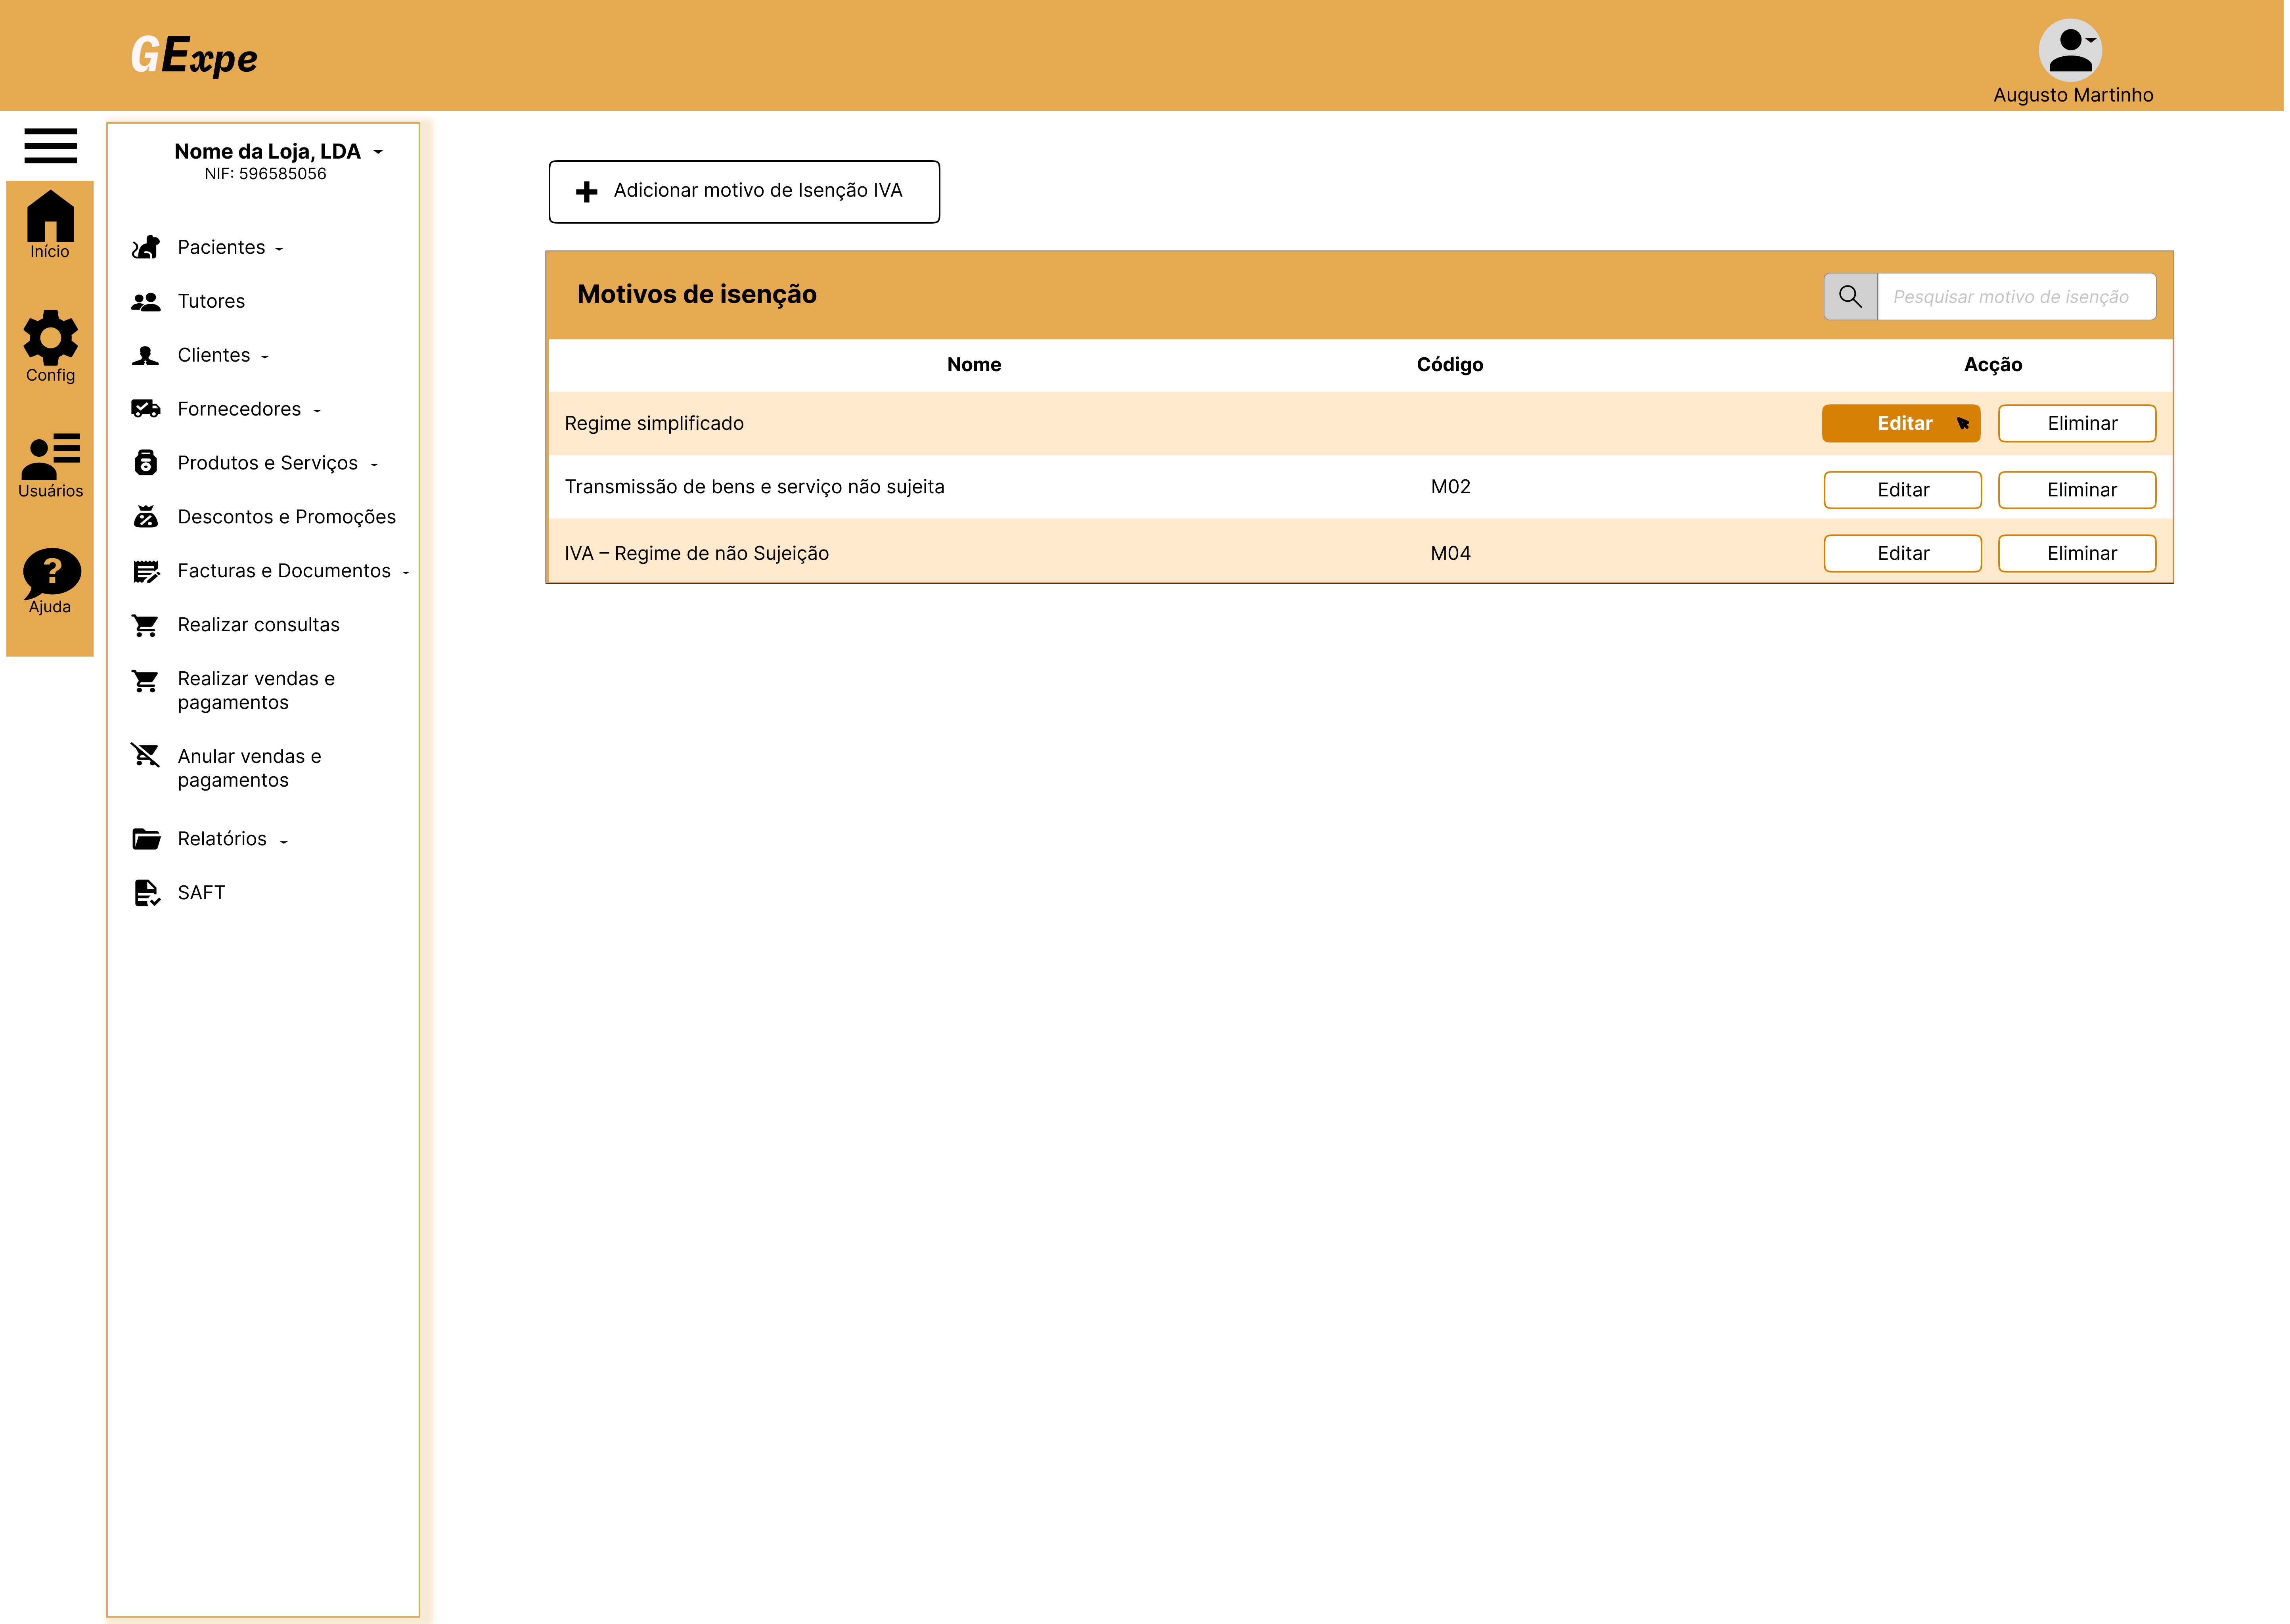 GExpe
Augusto Martinho
Nome da Loja, LDA
NIF: 596585056
Início
Config
Usuários
Ajuda
Pacientes
Tutores
Clientes
Fornecedores
Produtos e Serviços
Descontos e Promoções
Facturas e Documentos
Realizar consultas
Realizar vendas e
pagamentos
Anular vendas e
pagamentos
Relatórios
SAFT
Adicionar motivo de Isenção IVA
Motivos de isenção
Pesquisar motivo de isenção
Nome Código Acção
Regime simplificado Editar Eliminar
Transmissão de bens e serviço não sujeita M02 Editar Eliminar
IVA – Regime de não Sujeição M04 Editar Eliminar